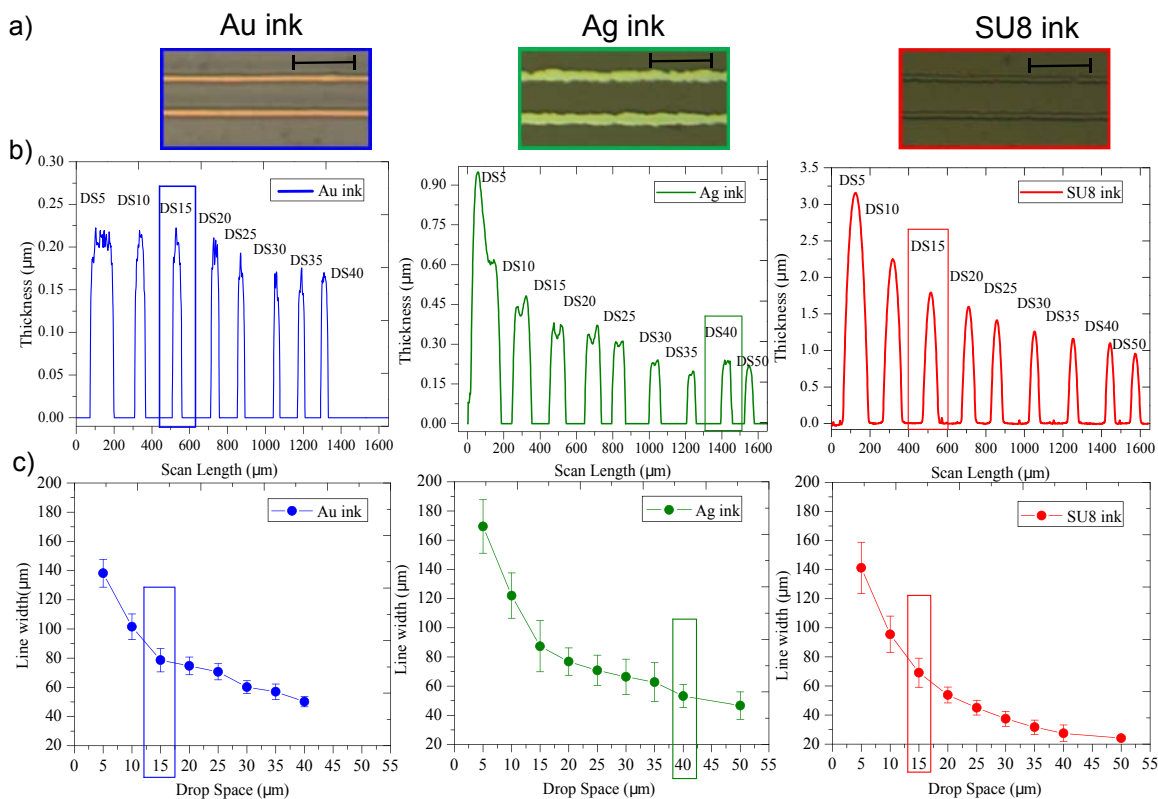 a)
Au ink
Ag ink
SU8 ink
b)
0.30
0.25
0.20
0.15
0.10
0.05
0.00
Thickness (µm)
DS5
DS10
DS15
DS20
DS25
DS30
DS35
DS40
Au ink
0 200 400 600 800 1000 1200 1400 1600
Scan Length (µm)
0.90
0.75
0.60
0.45
0.30
0.15
0.00
Thickness (µm)
DS5
DS10
DS15
DS20
DS25
DS30
DS35
DS40
DS50
Ag ink
0 200 400 600 800 1000 1200 1400 1600
Scan Length (µm)
3.5
3.0
2.5
2.0
1.5
1.0
0.5
0.0
Thickness (µm)
DS5
DS10
DS15
DS20
DS25
DS30
DS35
DS40
DS50
SU8 ink
0 200 400 600 800 1000 1200 1400 1600
Scan Length (µm)
c)
200
180
160
140
120
100
80
60
40
20
Line width(µm)
Au ink
0 5 10 15 20 25 30 35 40 45 50 55
Drop Space (µm)
200
180
160
140
120
100
80
60
40
20
Line width (µm)
Ag ink
0 5 10 15 20 25 30 35 40 45 50 55
Drop Space (µm)
200
180
160
140
120
100
80
60
40
20
Line width (µm)
SU8 ink
0 5 10 15 20 25 30 35 40 45 50 55
Drop Space (µm)